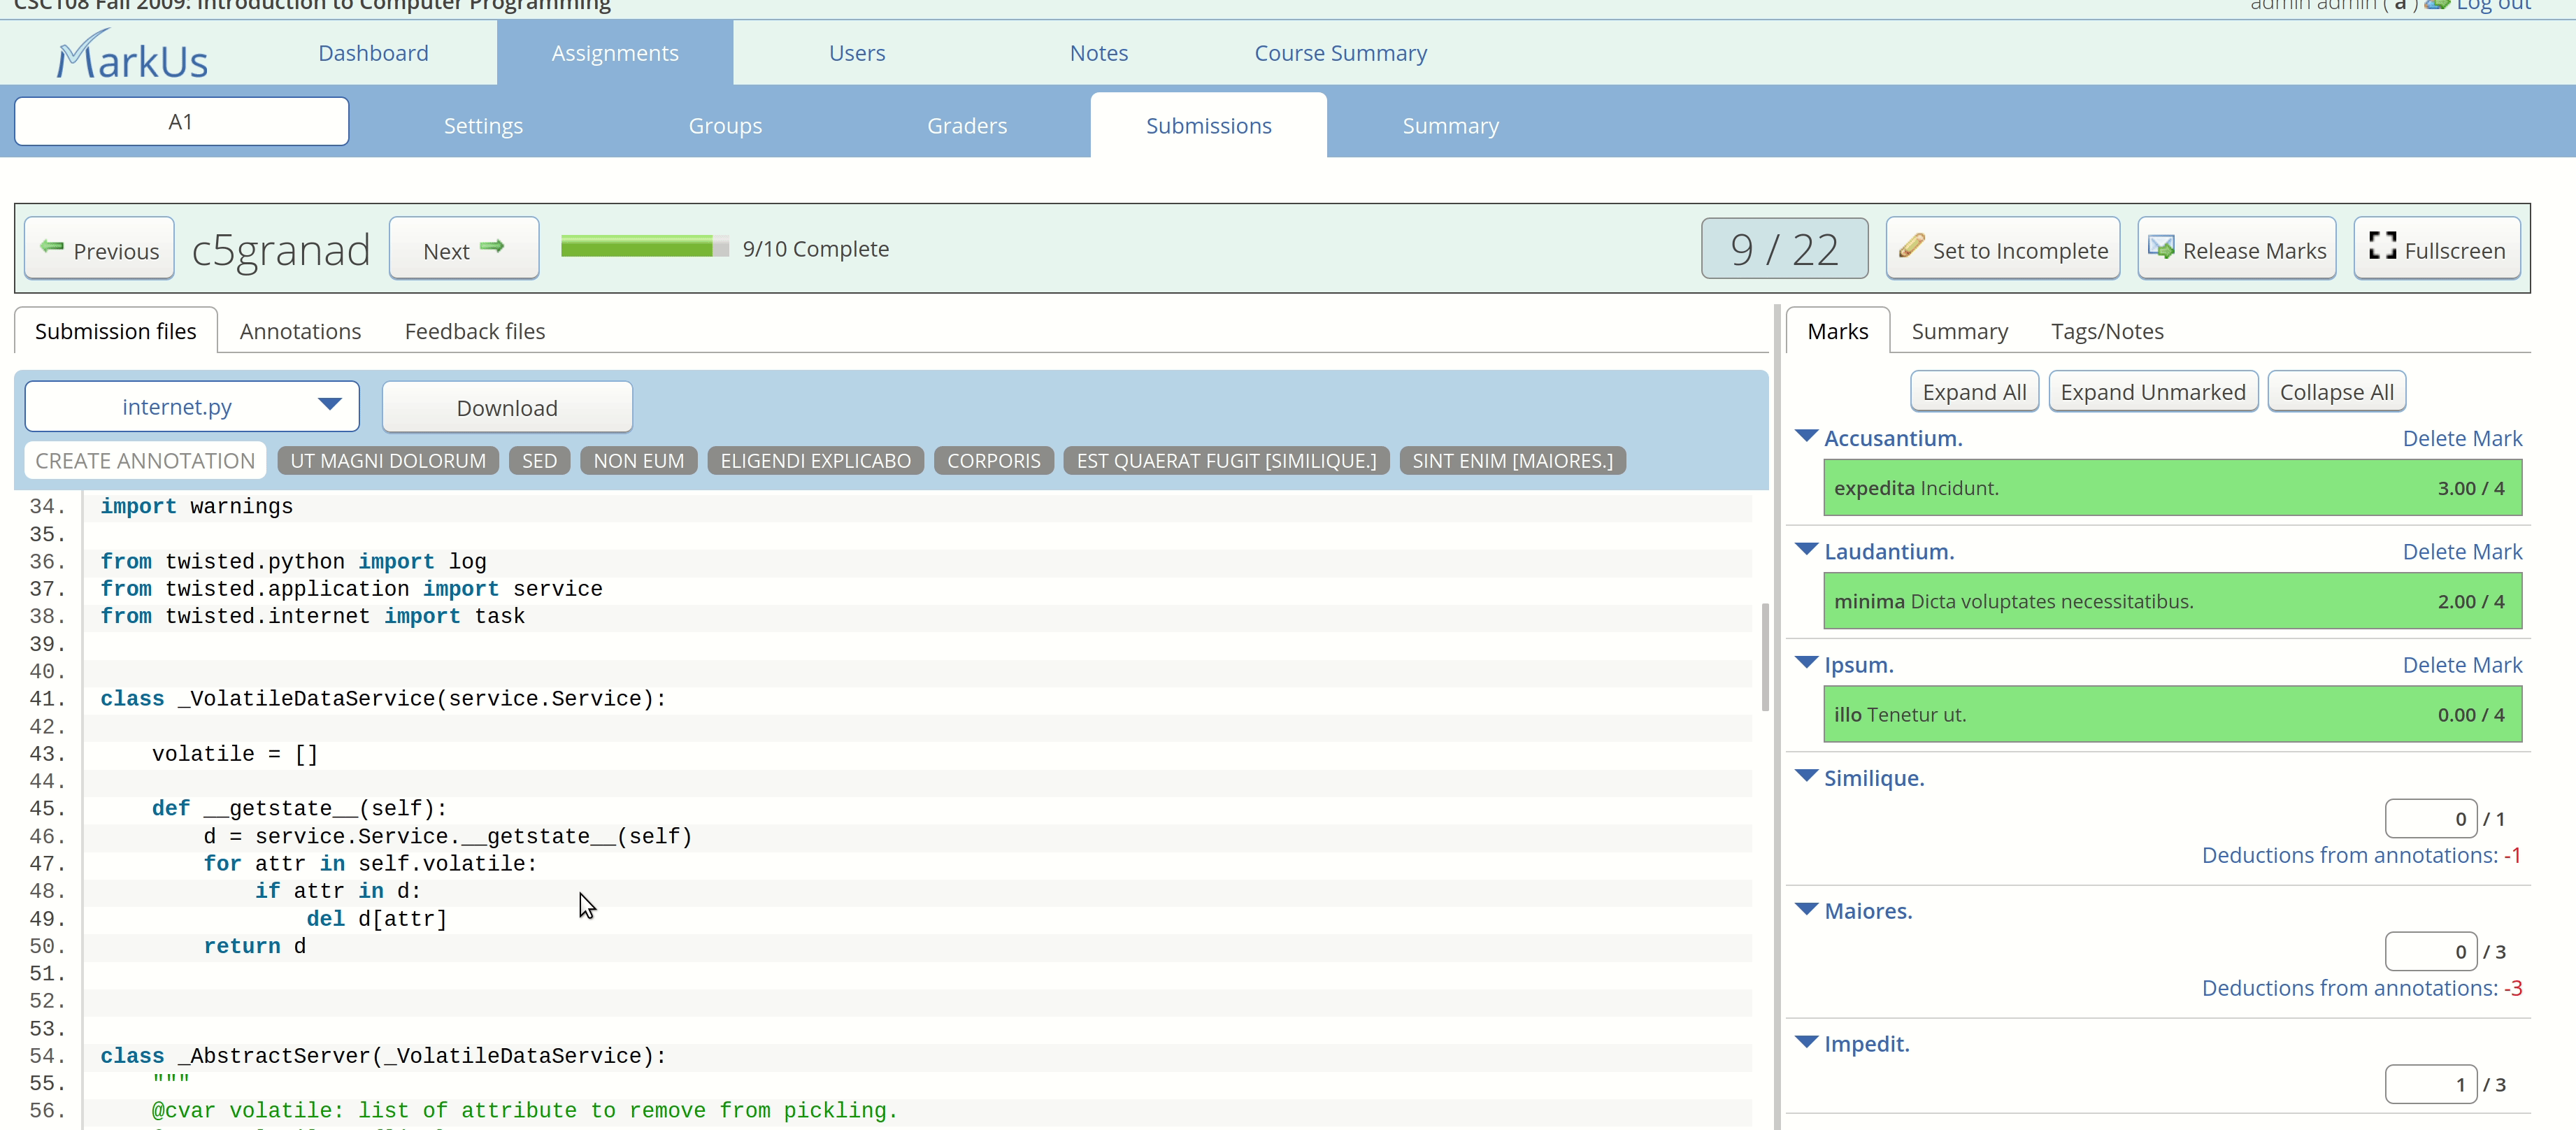 CSC108 Fall 2009: Introduction to Computer Programming
admin admin ( a ) Log out
MarkUs Dashboard Assignments Users Notes Course Summary
A1 Settings Groups Graders Submissions Summary
Previous c5granad Next 9/10 Complete 9 / 22 Set to Incomplete Release Marks Fullscreen
Submission files Annotations Feedback files
internet.py Download
CREATE ANNOTATION UT MAGNI DOLORUM SED NON EUM ELIGENDI EXPLICABO CORPORIS EST QUAERAT FUGIT [SIMILIQUE.] SINT ENIM [MAIORES.]
34. import warnings
35.
36. from twisted.python import log
37. from twisted.application import service
38. from twisted.internet import task
39.
40.
41. class _VolatileDataService(service.Service):
42.
43.     volatile = []
44.
45.     def __getstate__(self):
46.         d = service.Service.__getstate__(self)
47.         for attr in self.volatile:
48.             if attr in d:
49.                 del d[attr]
50.         return d
51.
52.
53.
54. class _AbstractServer(_VolatileDataService):
55.     """
56.     @cvar volatile: list of attribute to remove from pickling.
Marks Summary Tags/Notes
Expand All Expand Unmarked Collapse All
Accusantium. Delete Mark
expedita Incidunt. 3.00 / 4
Laudantium. Delete Mark
minima Dicta voluptates necessitatibus. 2.00 / 4
Ipsum. Delete Mark
illo Tenetur ut. 0.00 / 4
Similique.
0 / 1
Deductions from annotations: -1
Maiores.
0 / 3
Deductions from annotations: -3
Impedit.
1 / 3